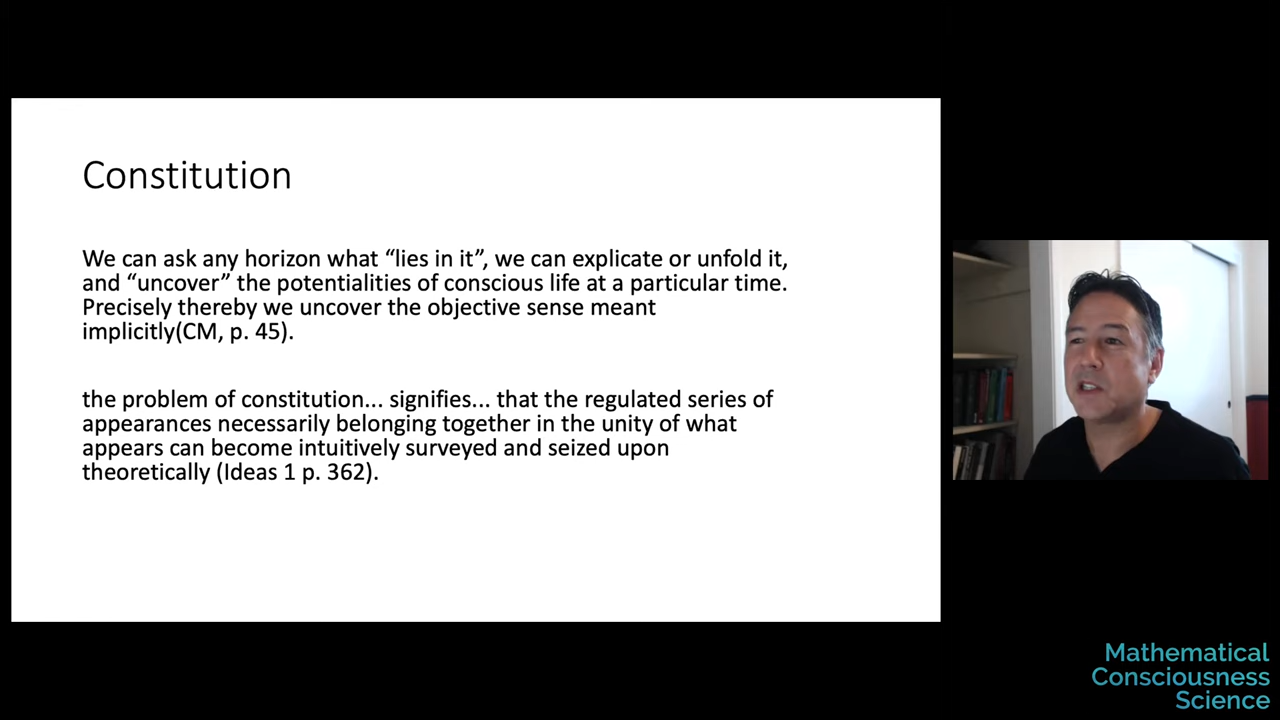 Constitution
We can ask any horizon what “lies in it”, we can explicate or unfold it,
and “uncover” the potentialities of conscious life at a particular time.
Precisely thereby we uncover the objective sense meant
implicitly(CM, p. 45).
the problem of constitution... signifies... that the regulated series of
appearances necessarily belonging together in the unity of what
appears can become intuitively surveyed and seized upon
theoretically (Ideas 1 p. 362).
Mathematical
Consciousness
Science